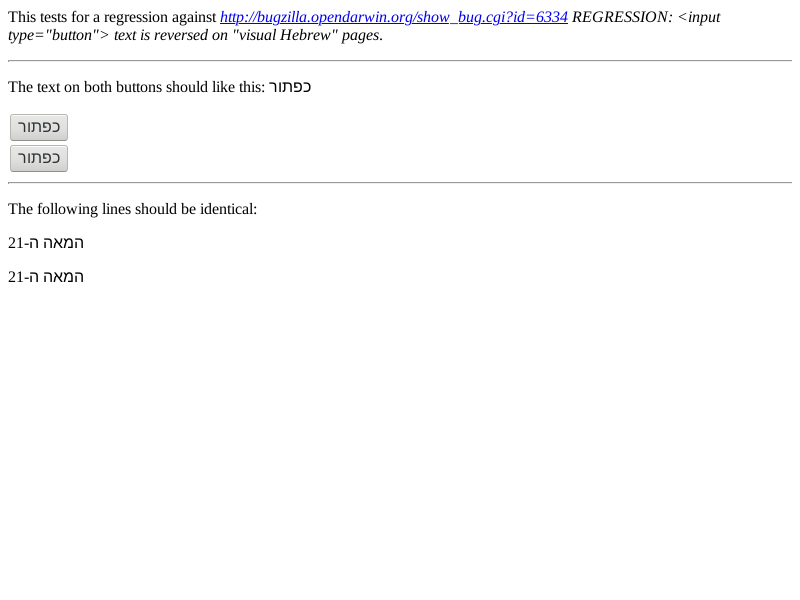 This tests for a regression against http://bugzilla.opendarwin.org/show_bug.cgi?id=6334 REGRESSION: <input
type="button"> text is reversed on "visual Hebrew" pages.
The text on both buttons should like this: כפתור
כפתור
כפתור
The following lines should be identical:
המאה ה-21
המאה ה-21